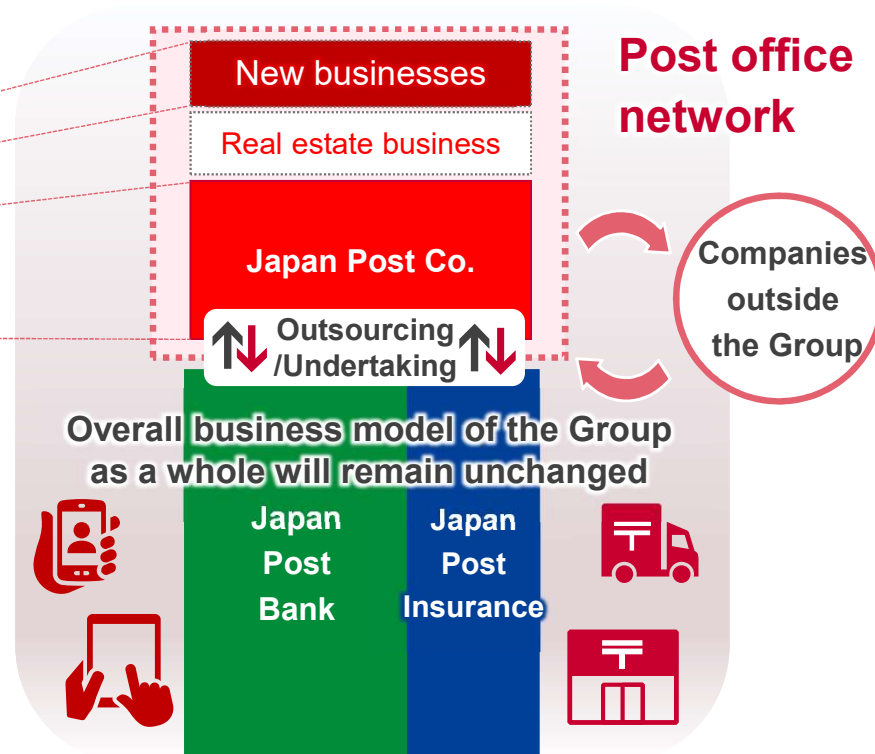 Post office
network
New businesses
Real estate business
Japan Post Co.
Companies
outside
the Group
Outsourcing
/Undertaking
Overall business model of the Group
as a whole will remain unchanged
Japan
Post
Bank
Japan
Post
Insurance